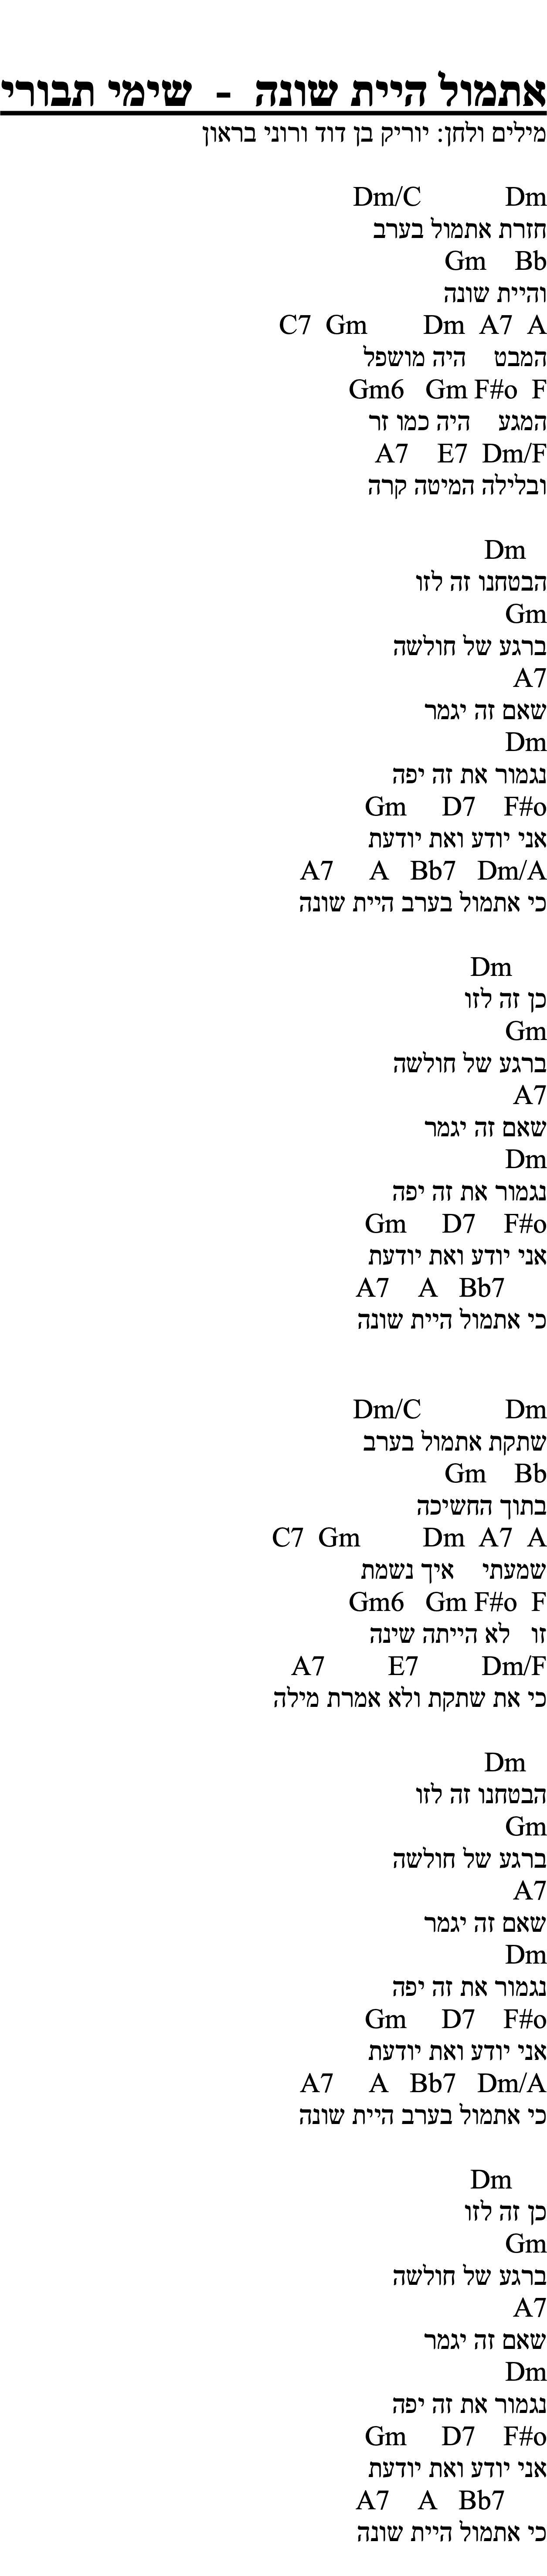 אתמול היית שונה - שימי תבורי
מילים ולחן: יוריק בן דוד ורוני בראון
Dm/C Dm
חזרת אתמול בערב
Gm Bb
והיית שונה
C7 Gm Dm A7 A
המבט היה מושפל
Gm6 Gm F#o F
המגע היה כמו זר
A7 E7 Dm/F
ובלילה המיטה קרה
Dm
הבטחנו זה לזו
Gm
ברגע של חולשה
A7
שאם זה יגמר
Dm
נגמור את זה יפה
Gm D7 F#o
אני יודע ואת יודעת
A7 A Bb7 Dm/A
כי אתמול בערב היית שונה
Dm
כן זה לזו
Gm
ברגע של חולשה
A7
שאם זה יגמר
Dm
נגמור את זה יפה
Gm D7 F#o
אני יודע ואת יודעת
A7 A Bb7
כי אתמול היית שונה
Dm/C Dm
שתקת אתמול בערב
Gm Bb
בתוך החשיכה
C7 Gm Dm A7 A
שמעתי איך נשמת
Gm6 Gm F#o F
זו לא הייתה שינה
A7 E7 Dm/F
כי את שתקת ולא אמרת מילה
Dm
הבטחנו זה לזו
Gm
ברגע של חולשה
A7
שאם זה יגמר
Dm
נגמור את זה יפה
Gm D7 F#o
אני יודע ואת יודעת
A7 A Bb7 Dm/A
כי אתמול בערב היית שונה
Dm
כן זה לזו
Gm
ברגע של חולשה
A7
שאם זה יגמר
Dm
נגמור את זה יפה
Gm D7 F#o
אני יודע ואת יודעת
A7 A Bb7
כי אתמול היית שונה